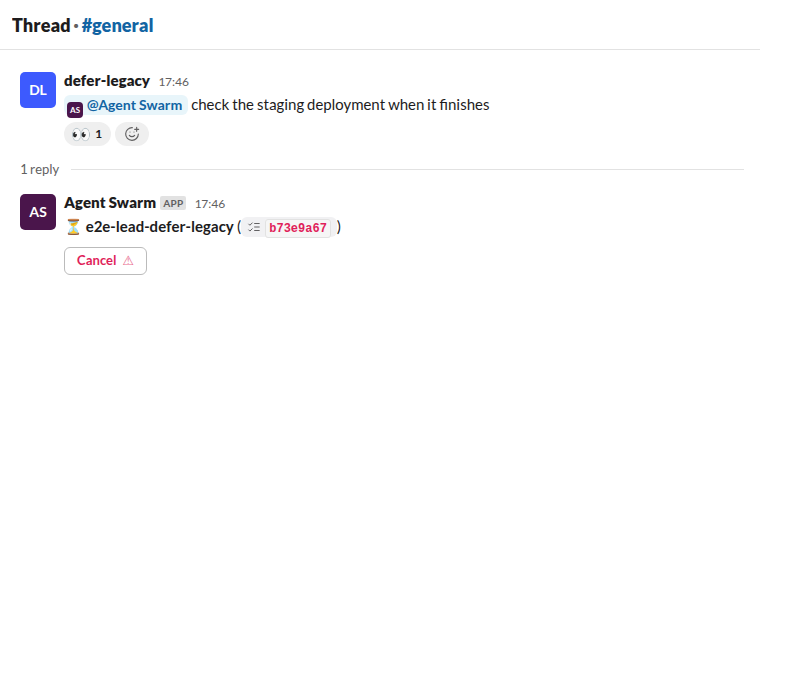 Thread • #general
DL
defer-legacy 17:46
AS @Agent Swarm check the staging deployment when it finishes
👀 1
1 reply
AS
Agent Swarm APP 17:46
⏳ e2e-lead-defer-legacy ( b73e9a67 )
Cancel ⚠